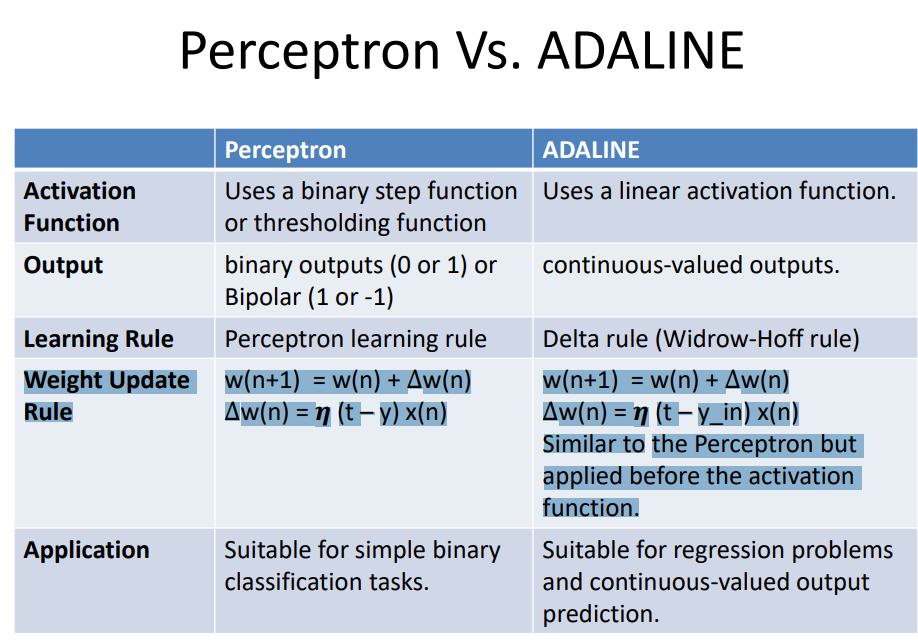 Perceptron Vs. ADALINE
Perceptron
ADALINE
Activation
Function
Uses a binary step function
or thresholding function
Uses a linear activation function.
Output
binary outputs (0 or 1) or
Bipolar (1 or -1)
continuous-valued outputs.
Learning Rule
Perceptron learning rule
Delta rule (Widrow-Hoff rule)
Weight Update
Rule
w(n+1) = w(n) + Δw(n)
Δw(n) = η (t – y) x(n)
w(n+1) = w(n) + Δw(n)
Δw(n) = η (t – y_in) x(n)
Similar to the Perceptron but
applied before the activation
function.
Application
Suitable for simple binary
classification tasks.
Suitable for regression problems
and continuous-valued output
prediction.